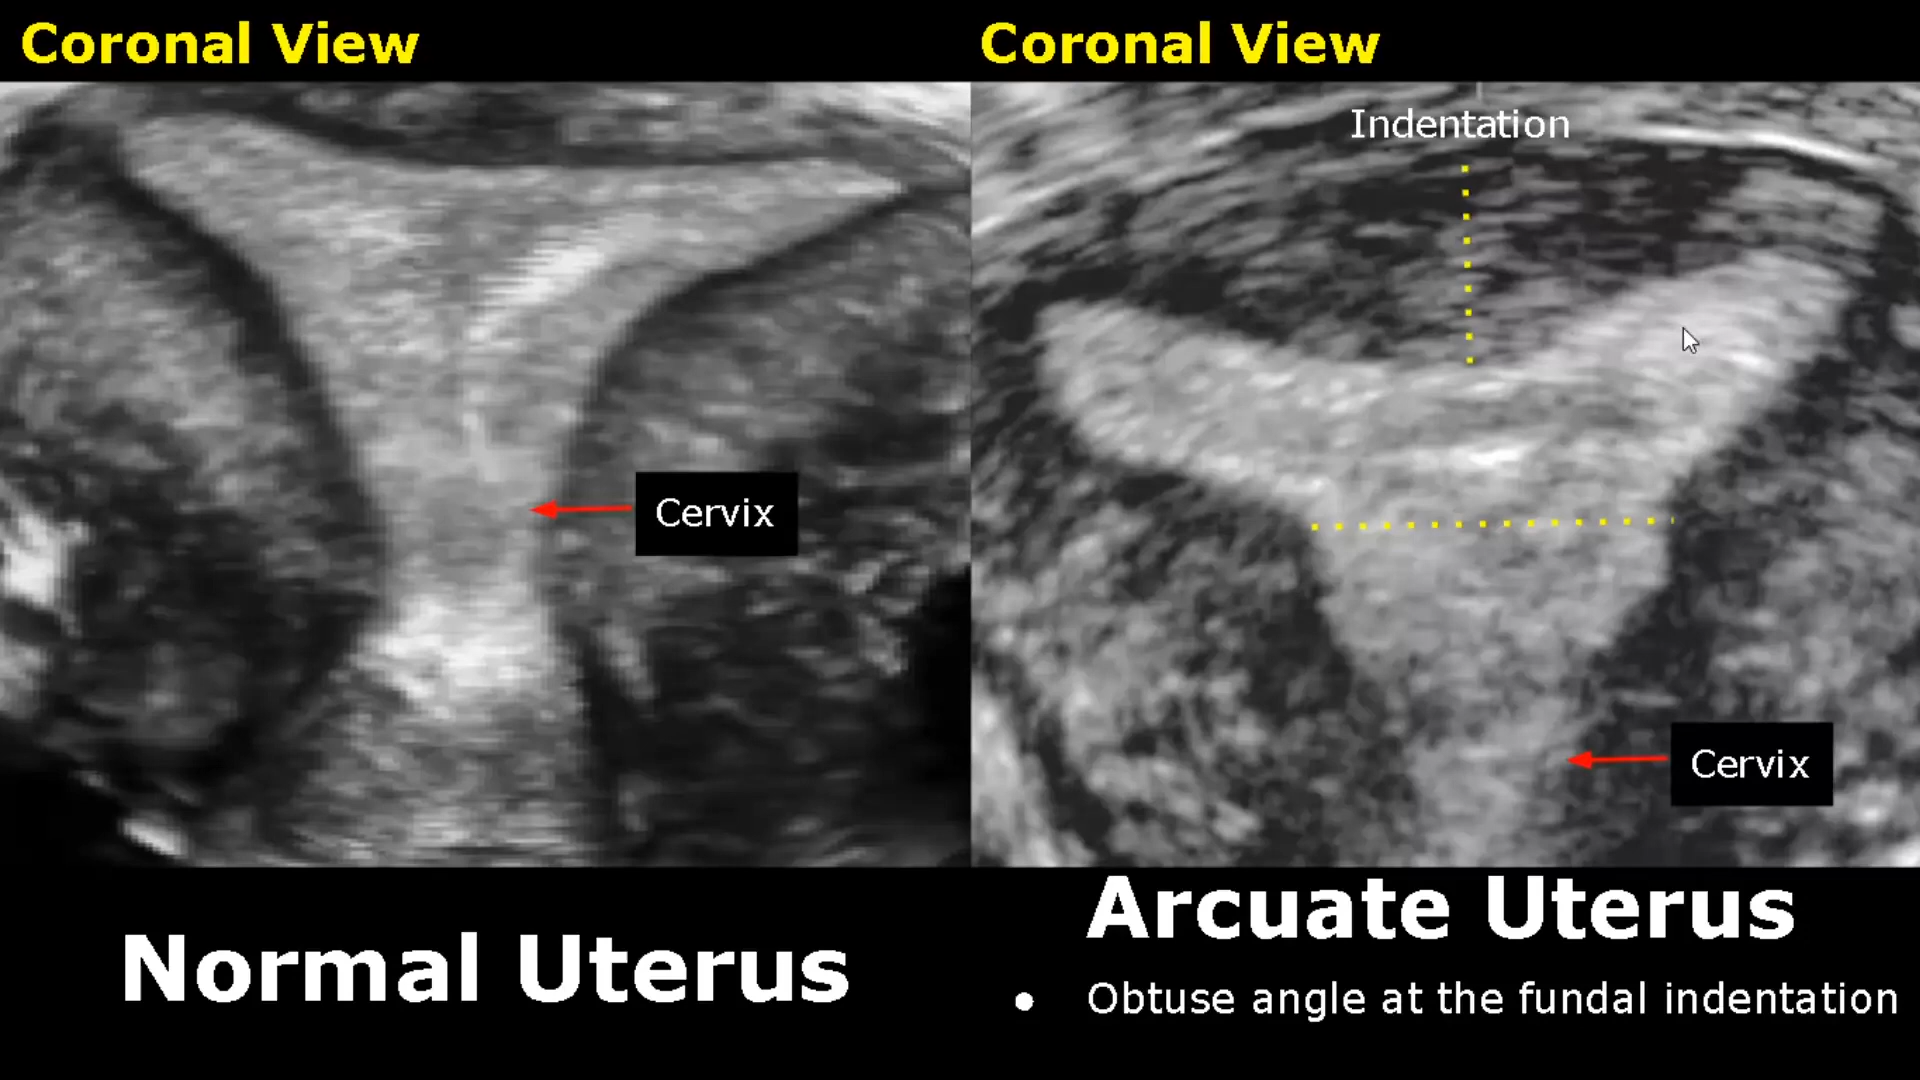 Coronal View
Cervix
Normal Uterus
Coronal View
Indentation
Cervix
Arcuate Uterus
• Obtuse angle at the fundal indentation